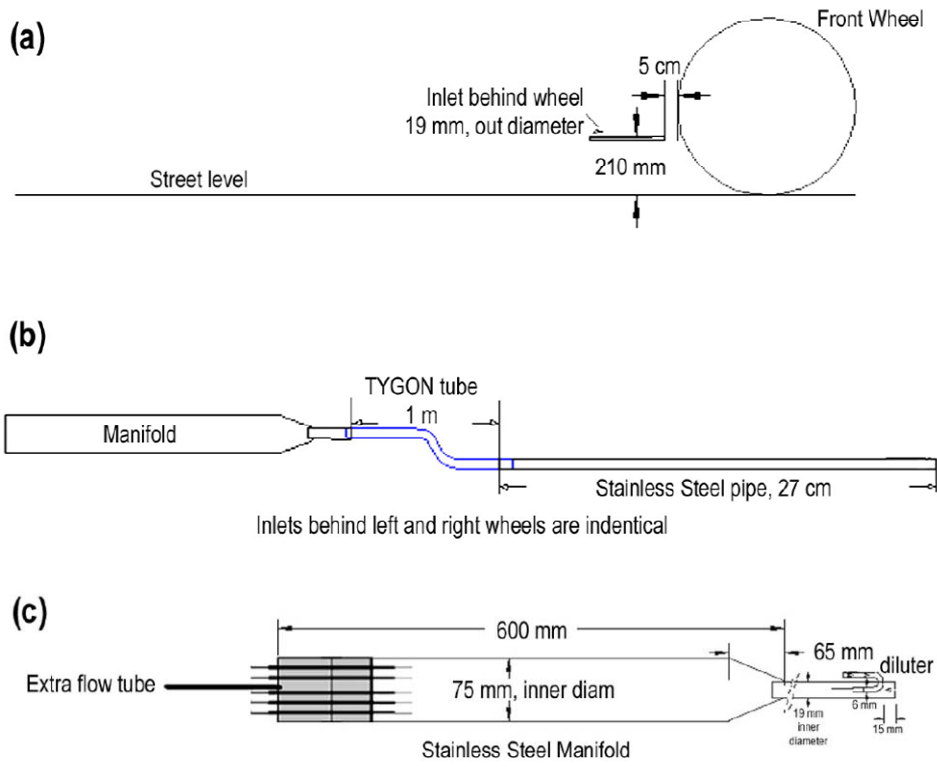 (a)
Front Wheel
5 cm
Inlet behind wheel
19 mm, out diameter
210 mm
Street level
(b)
TYGON tube
1 m
Manifold
Stainless Steel pipe, 27 cm
Inlets behind left and right wheels are indentical
(c)
600 mm
65 mm
diluter
Extra flow tube
75 mm, inner diam
6 mm
19 mm
inner
diameter
15 mm
Stainless Steel Manifold